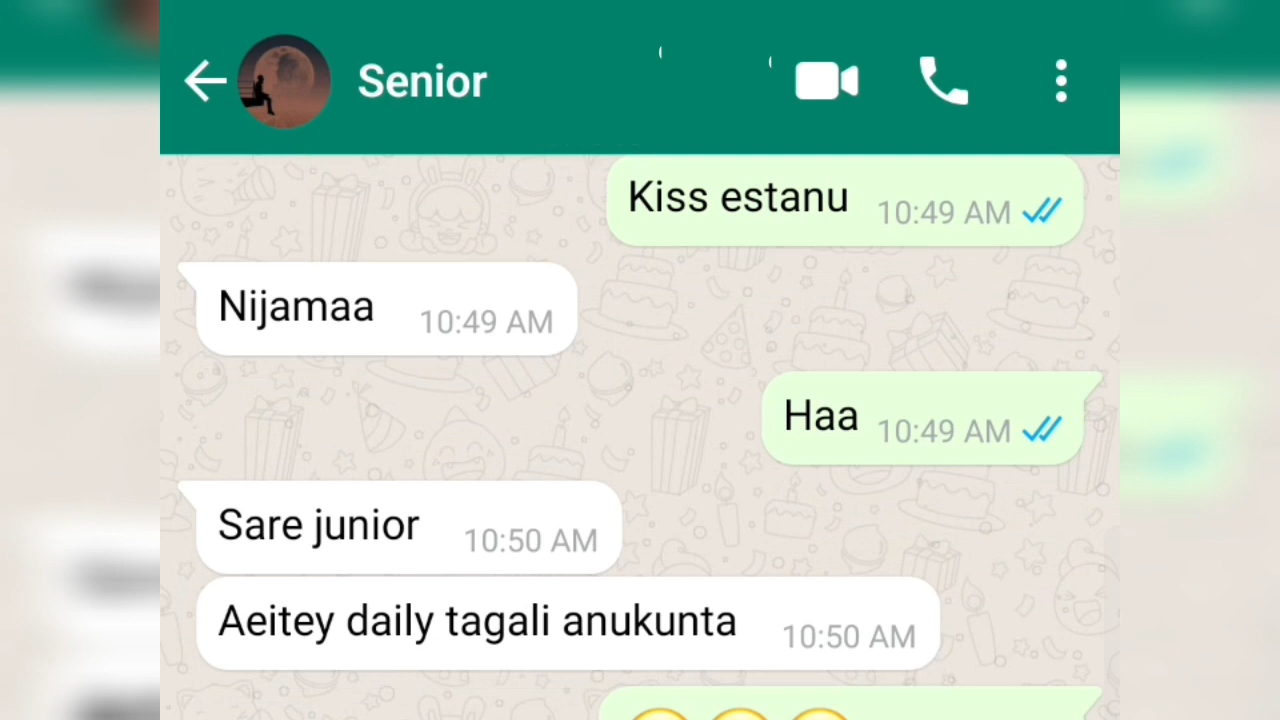 Senior
Kiss estanu 10:49 AM
Nijamaa 10:49 AM
Haa 10:49 AM
Sare junior 10:50 AM
Aeitey daily tagali anukunta 10:50 AM